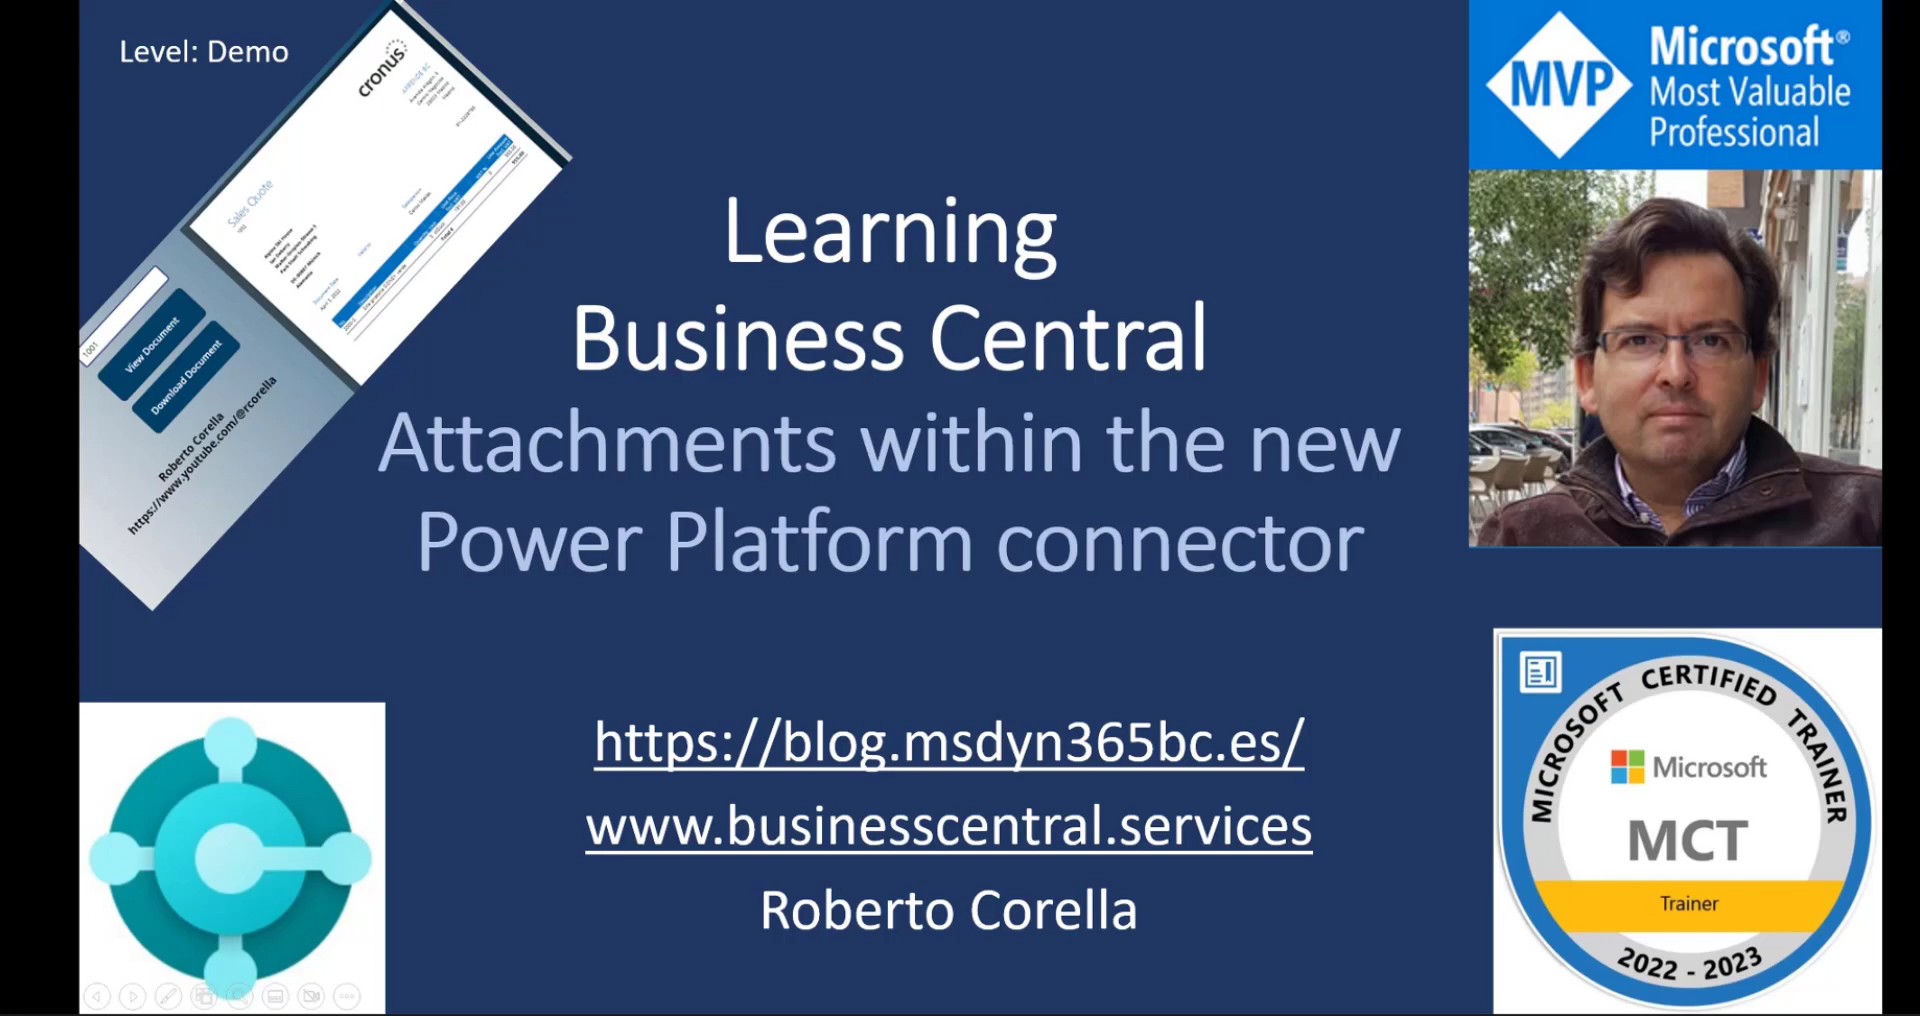 Level: Demo
cronus
Sales Quote
1001
View Document
Download Document
Roberto Corella
https://www.youtube.com/@rcorella
Learning
Business Central
Attachments within the new
Power Platform connector
https://blog.msdyn365bc.es/
www.businesscentral.services
Roberto Corella
MVP
Microsoft®
Most Valuable
Professional
MICROSOFT CERTIFIED TRAINER
Microsoft
MCT
Trainer
2022 - 2023